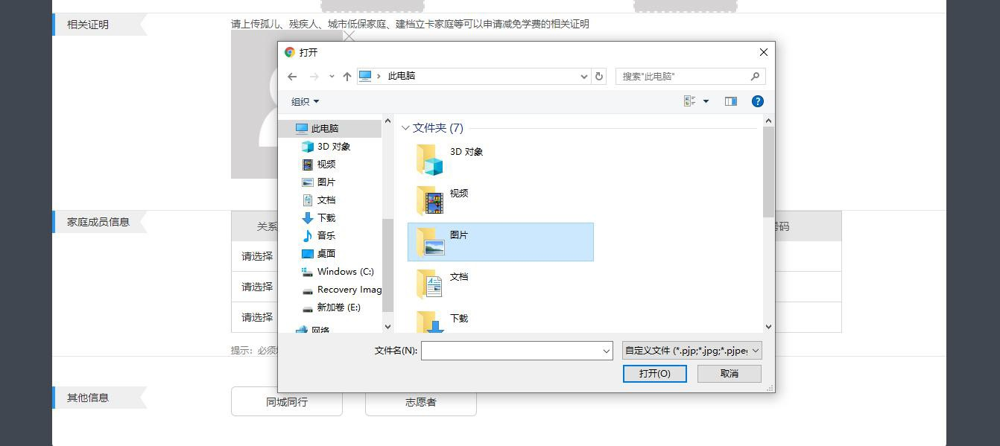 相关证明
请上传孤儿、残疾人、城市低保家庭、建档立卡家庭等可以申请减免学费的相关证明
打开
此电脑
搜索"此电脑"
组织
此电脑
3D 对象
视频
图片
文档
下载
音乐
桌面
Windows (C:)
Recovery Imag
新加卷 (E:)
网络
文件夹 (7)
3D 对象
视频
图片
文档
下载
文件名(N):
自定义文件 (*.pjp;*.jpg;*.pjpe
打开(O)
取消
家庭成员信息
关系
号码
请选择
请选择
请选择
提示: 必须
其他信息
同城同行
志愿者